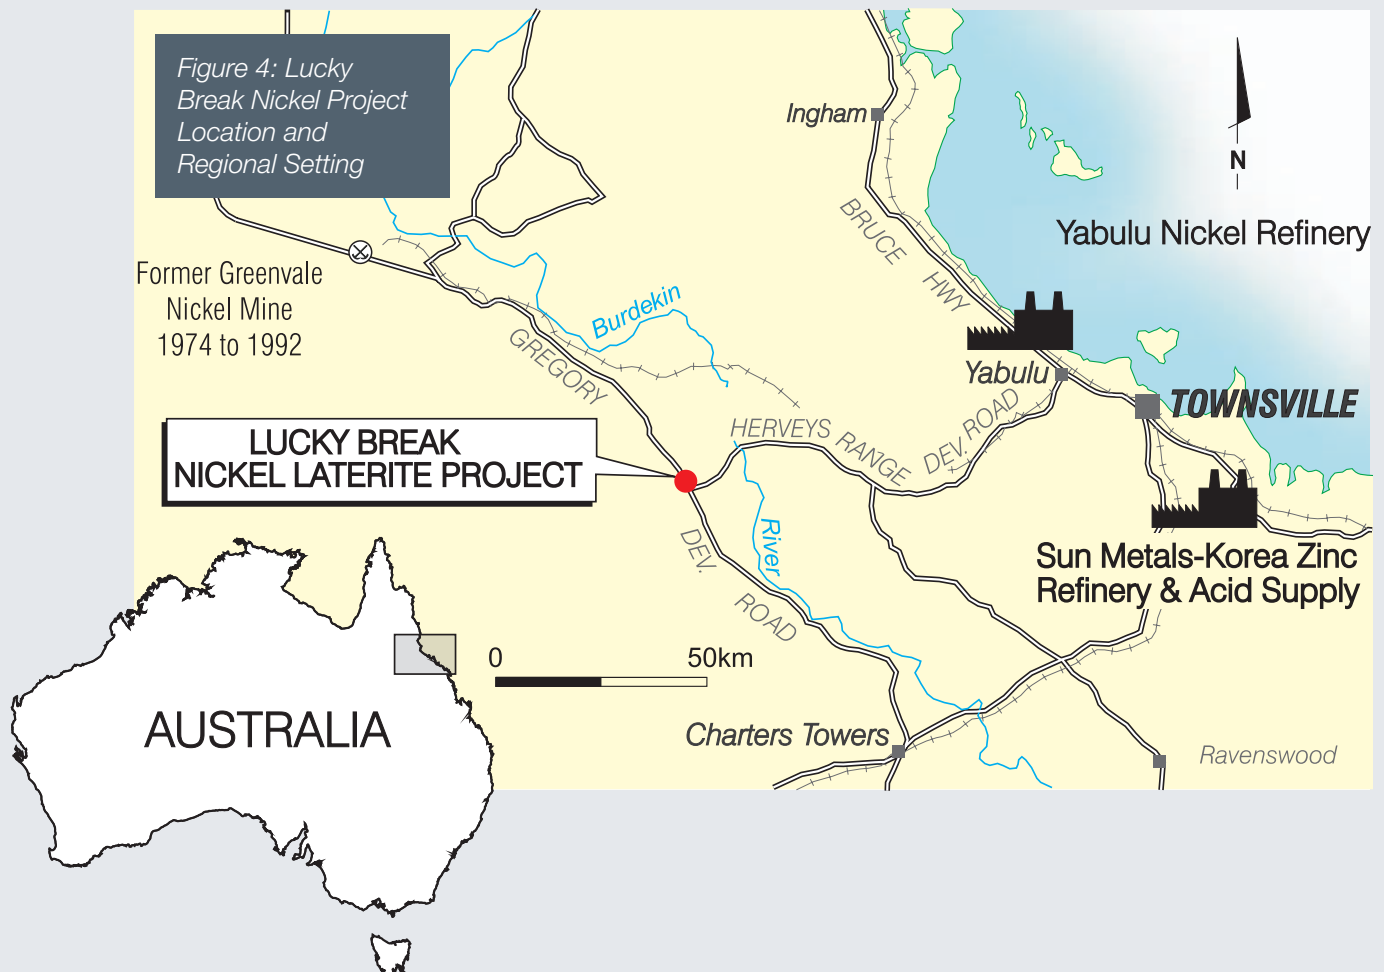 Figure 4: Lucky
Break Nickel Project
Location and
Regional Setting
Ingham
N
BRUCE HWY
Yabulu Nickel Refinery
Former Greenvale
Nickel Mine
1974 to 1992
Burdekin
GREGORY
Yabulu
TOWNSVILLE
HERVEYS RANGE DEV. ROAD
LUCKY BREAK
NICKEL LATERITE PROJECT
River
DEV. ROAD
Sun Metals-Korea Zinc
Refinery & Acid Supply
0 50km
AUSTRALIA
Charters Towers
Ravenswood